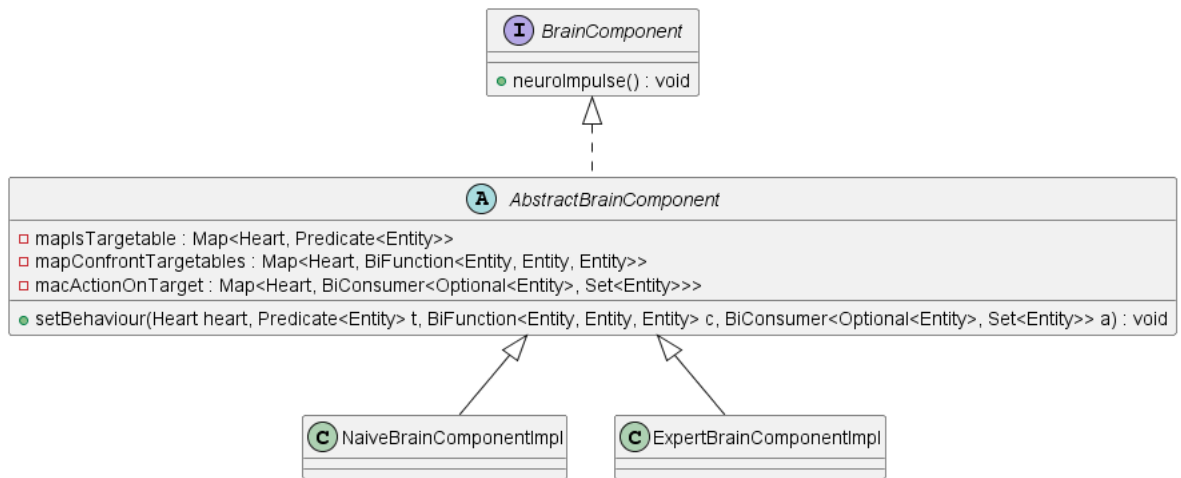 I BrainComponent
neuroImpulse() : void
A AbstractBrainComponent
mapIsTargetable : Map<Heart, Predicate<Entity>>
mapConfrontTargetables : Map<Heart, BiFunction<Entity, Entity, Entity>>
macActionOnTarget : Map<Heart, BiConsumer<Optional<Entity>, Set<Entity>>>
setBehaviour(Heart heart, Predicate<Entity> t, BiFunction<Entity, Entity, Entity> c, BiConsumer<Optional<Entity>, Set<Entity>> a) : void
C NaiveBrainComponentImpl
C ExpertBrainComponentImpl